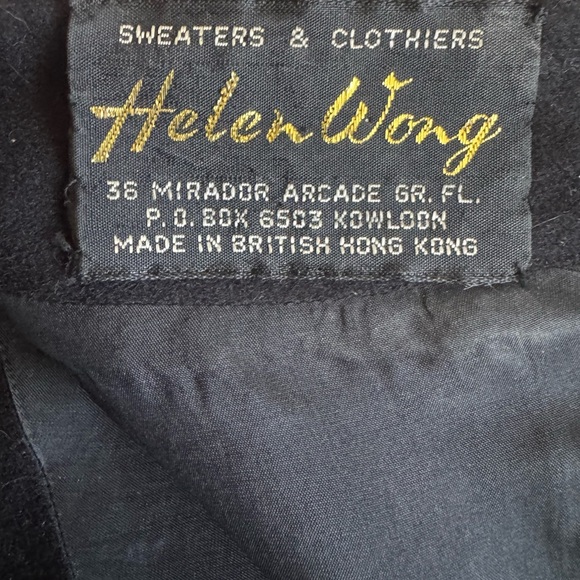 SWEATERS & CLOTHIERS
Helen Wong
36 MIRADOR ARCADE GR. FL.
P.O. BOX 6503 KOWLOON
MADE IN BRITISH HONG KONG